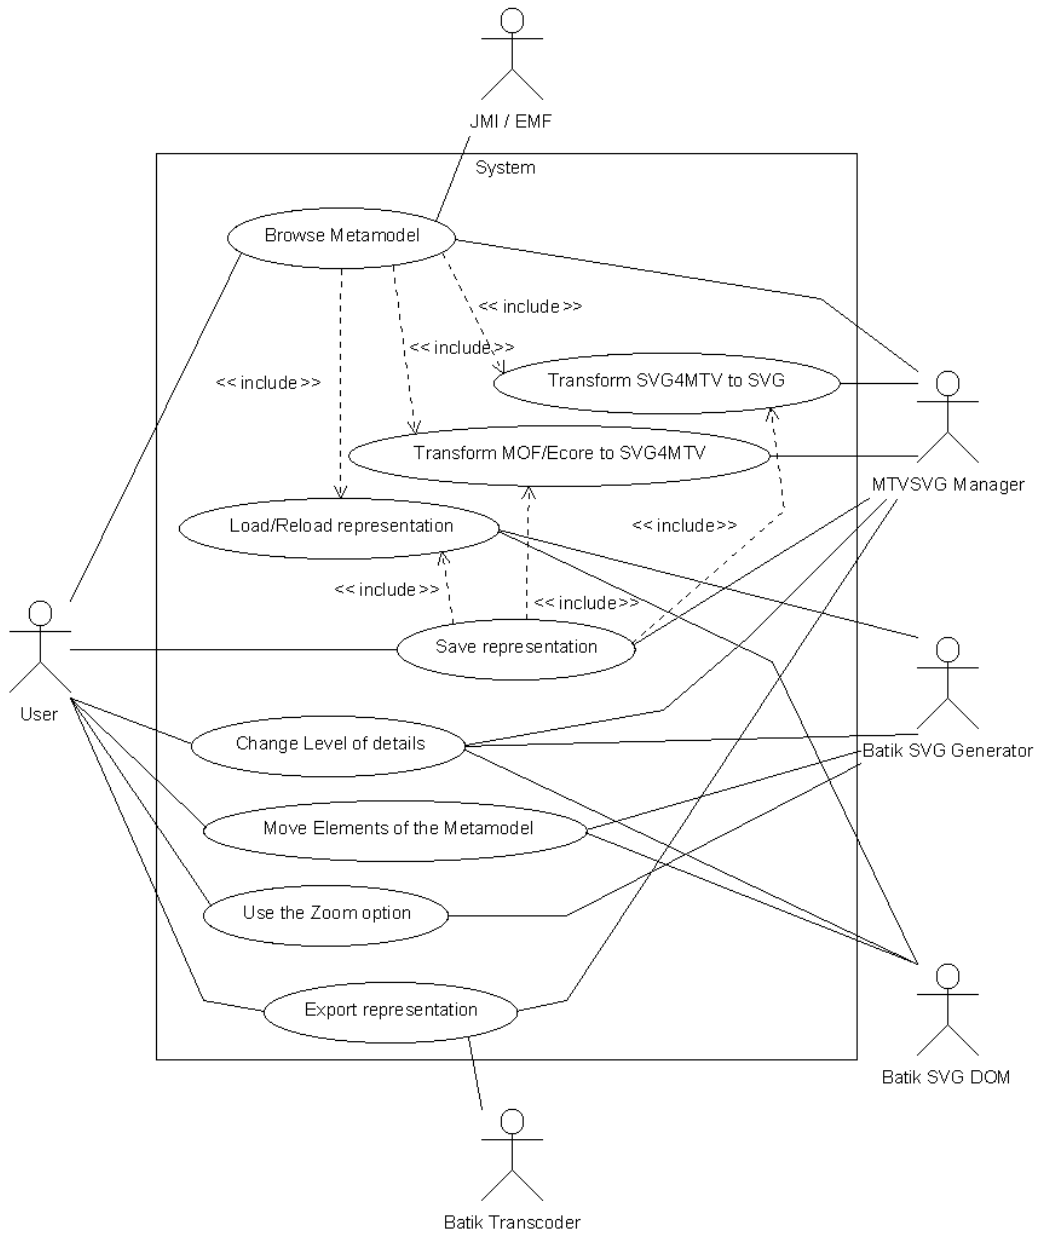 JMI / EMF
System
Browse Metamodel
<< include >>
<< include >>
<< include >>
Transform SVG4MTV to SVG
Transform MOF/Ecore to SVG4MTV
MTVSVG Manager
Load/Reload representation
<< include >>
<< include >>
<< include >>
Save representation
User
Change Level of details
Batik SVG Generator
Move Elements of the Metamodel
Use the Zoom option
Export representation
Batik SVG DOM
Batik Transcoder